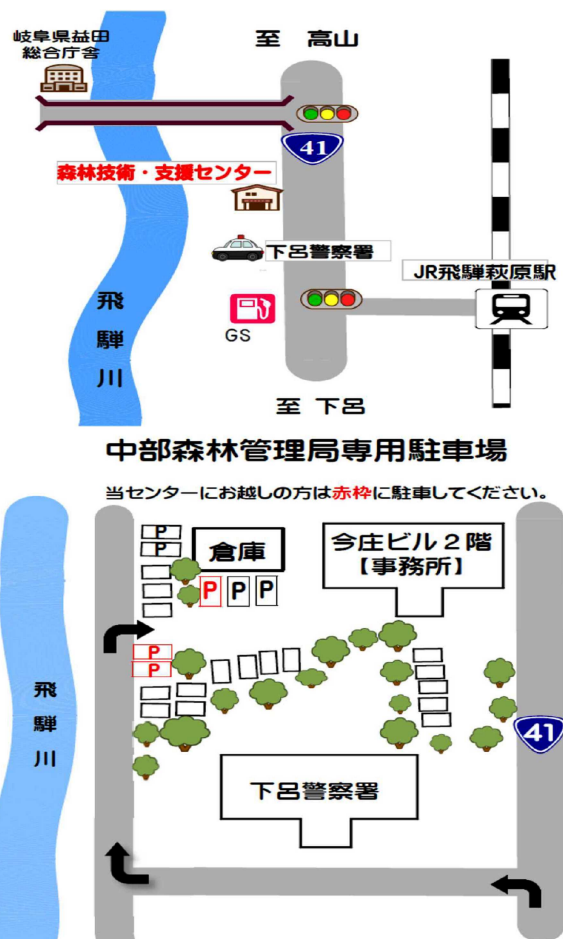 岐阜県益田
総合庁舎
至 高山
41
森林技術・支援センター
下呂警察署
JR飛騨萩原駅
GS
飛
騨
川
至 下呂
中部森林管理局専用駐車場
当センターにお越しの方は赤枠に駐車してください。
P
P
倉庫
今庄ビル2階
【事務所】
P P P
P
P
飛
騨
川
41
下呂警察署